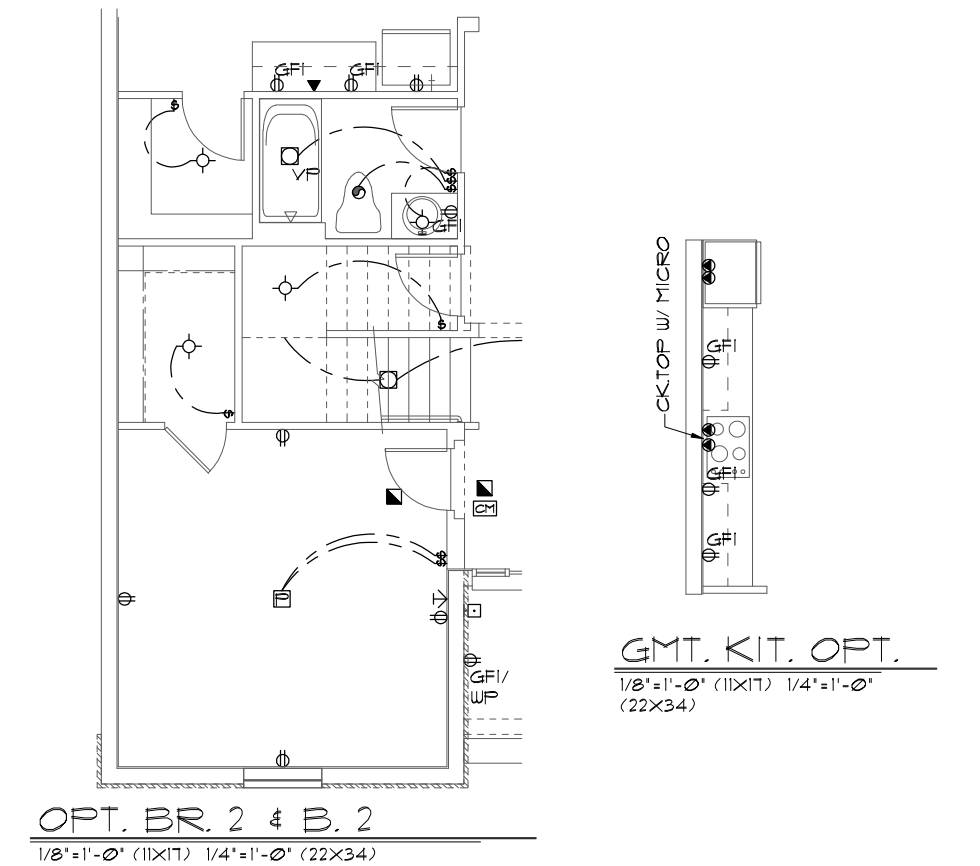 GFI GFI
$
VP
$$$
GFI
$
$
CM
$$
P
GFI/
WP
OPT. BR. 2 & B. 2
1/8"=1'-0" (11X17) 1/4"=1'-0" (22X34)
CK.TOP W/ MICRO
GFI
GFI
GFI
GMT. KIT. OPT.
1/8"=1'-0" (11X17) 1/4"=1'-0"
(22X34)